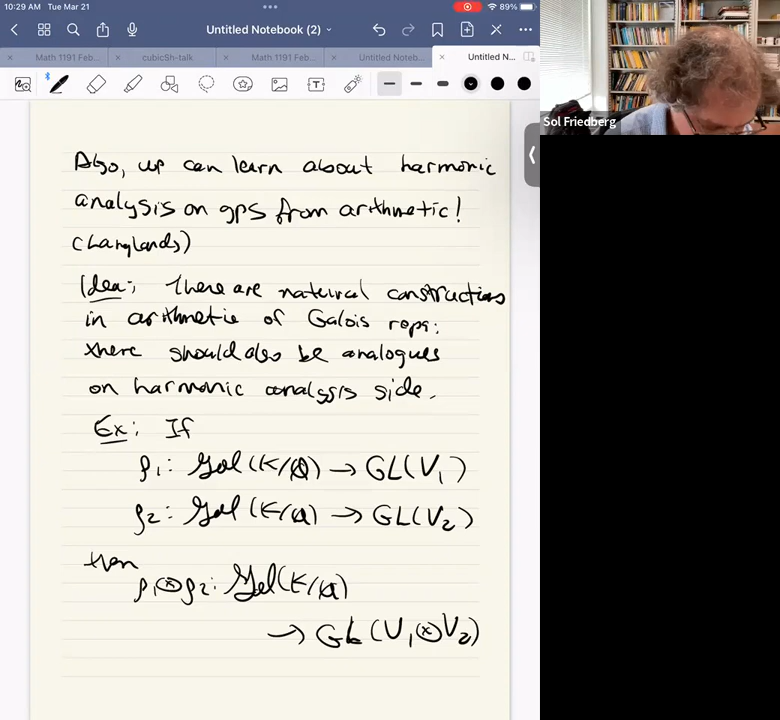 10:29 AM Tue Mar 21
89%
Untitled Notebook (2)
Math 1191 Feb...
cubicSh-talk
Math 1191 Feb...
Untitled Noteb...
Untitled N...
Sol Friedberg
Also, we can learn about harmonic
analysis on gps from arithmetic!
(Langlands)
Idea: There are natural constructions
in arithmetic of Galois reps:
there should also be analogues
on harmonic analysis side.
Ex: If
ρ₁: Gal(K/Q) → GL(V₁)
ρ₂: Gal(K/Q) → GL(V₂)
then
ρ₁⊗ρ₂: Gal(K/Q)
→ GL(V₁⊗V₂)